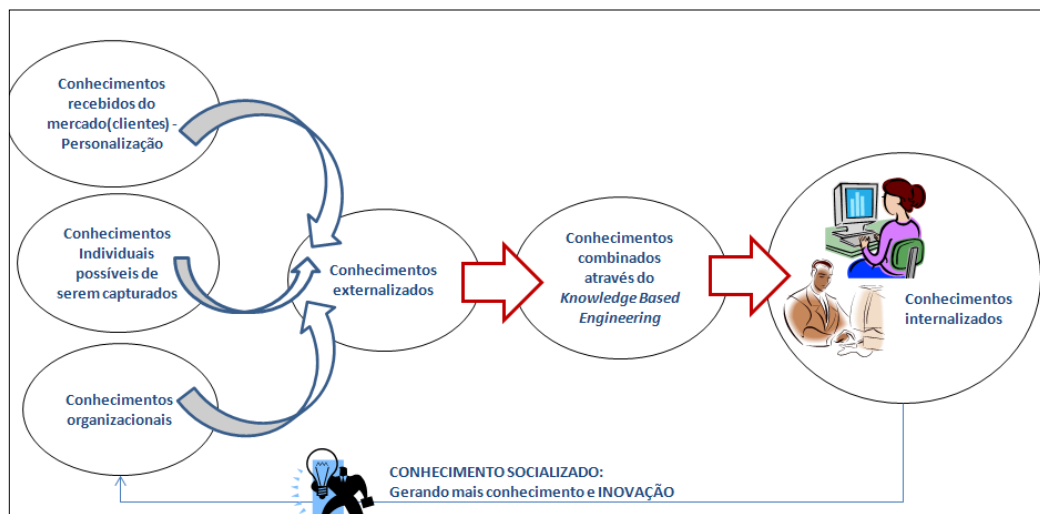 Conhecimentos
recebidos do
mercado(clientes) -
Personalização
Conhecimentos
Individuais
possíveis de
serem capturados
Conhecimentos
organizacionais
Conhecimentos
externalizados
Conhecimentos
combinados
através do
Knowledge Based
Engineering
Conhecimentos
internalizados
CONHECIMENTO SOCIALIZADO:
Gerando mais conhecimento e INOVAÇÃO